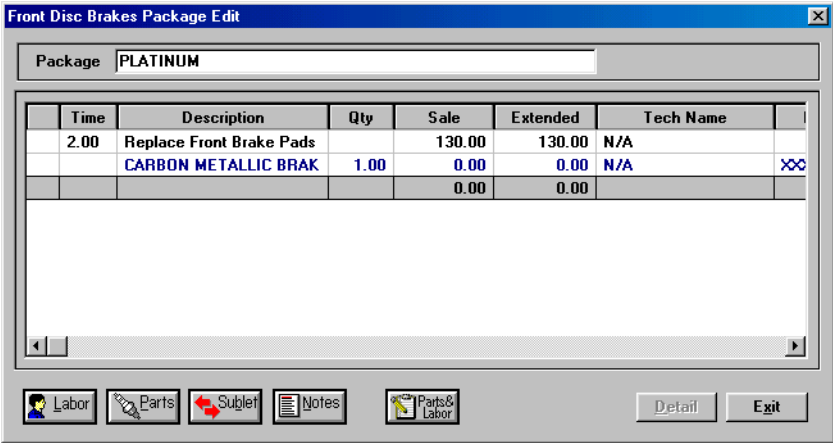 Front Disc Brakes Package Edit
Package PLATINUM
Time Description Qty Sale Extended Tech Name
2.00 Replace Front Brake Pads 130.00 130.00 N/A
CARBON METALLIC BRAK 1.00 0.00 0.00 N/A
0.00 0.00
Labor Parts Sublet Notes Parts& Labor Detail Exit